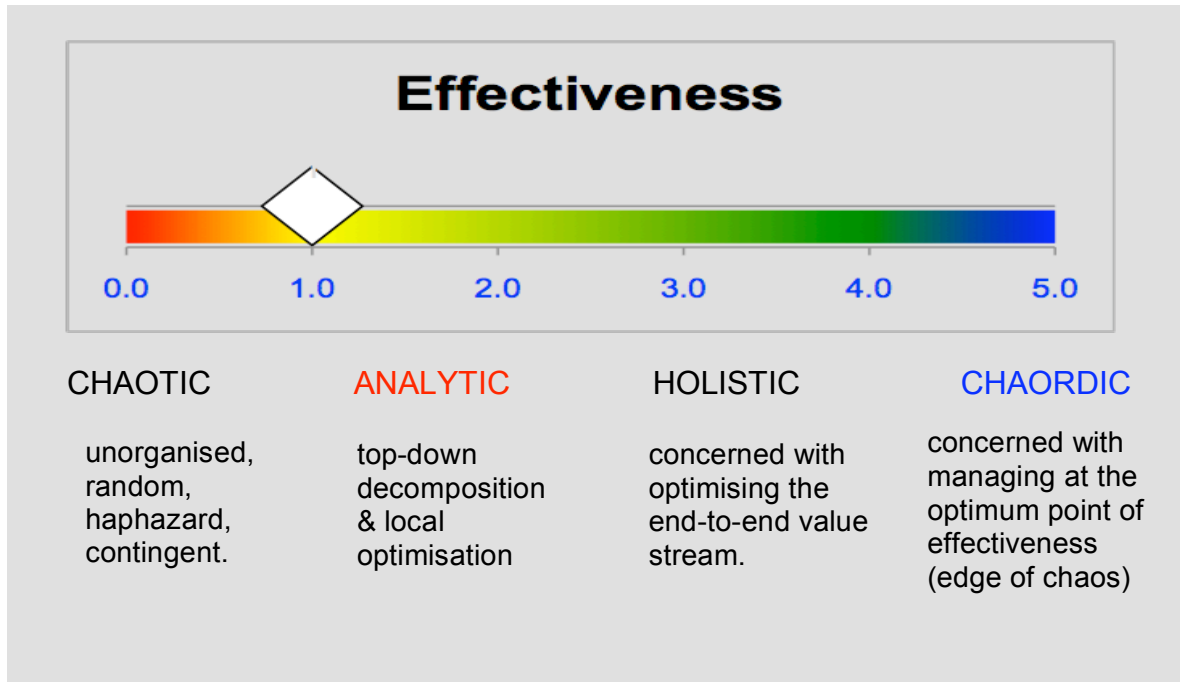 Effectiveness
0.0 1.0 2.0 3.0 4.0 5.0
CHAOTIC
unorganised,
random,
haphazard,
contingent.
ANALYTIC
top-down
decomposition
& local
optimisation
HOLISTIC
concerned with
optimising the
end-to-end value
stream.
CHAORDIC
concerned with
managing at the
optimum point of
effectiveness
(edge of chaos)